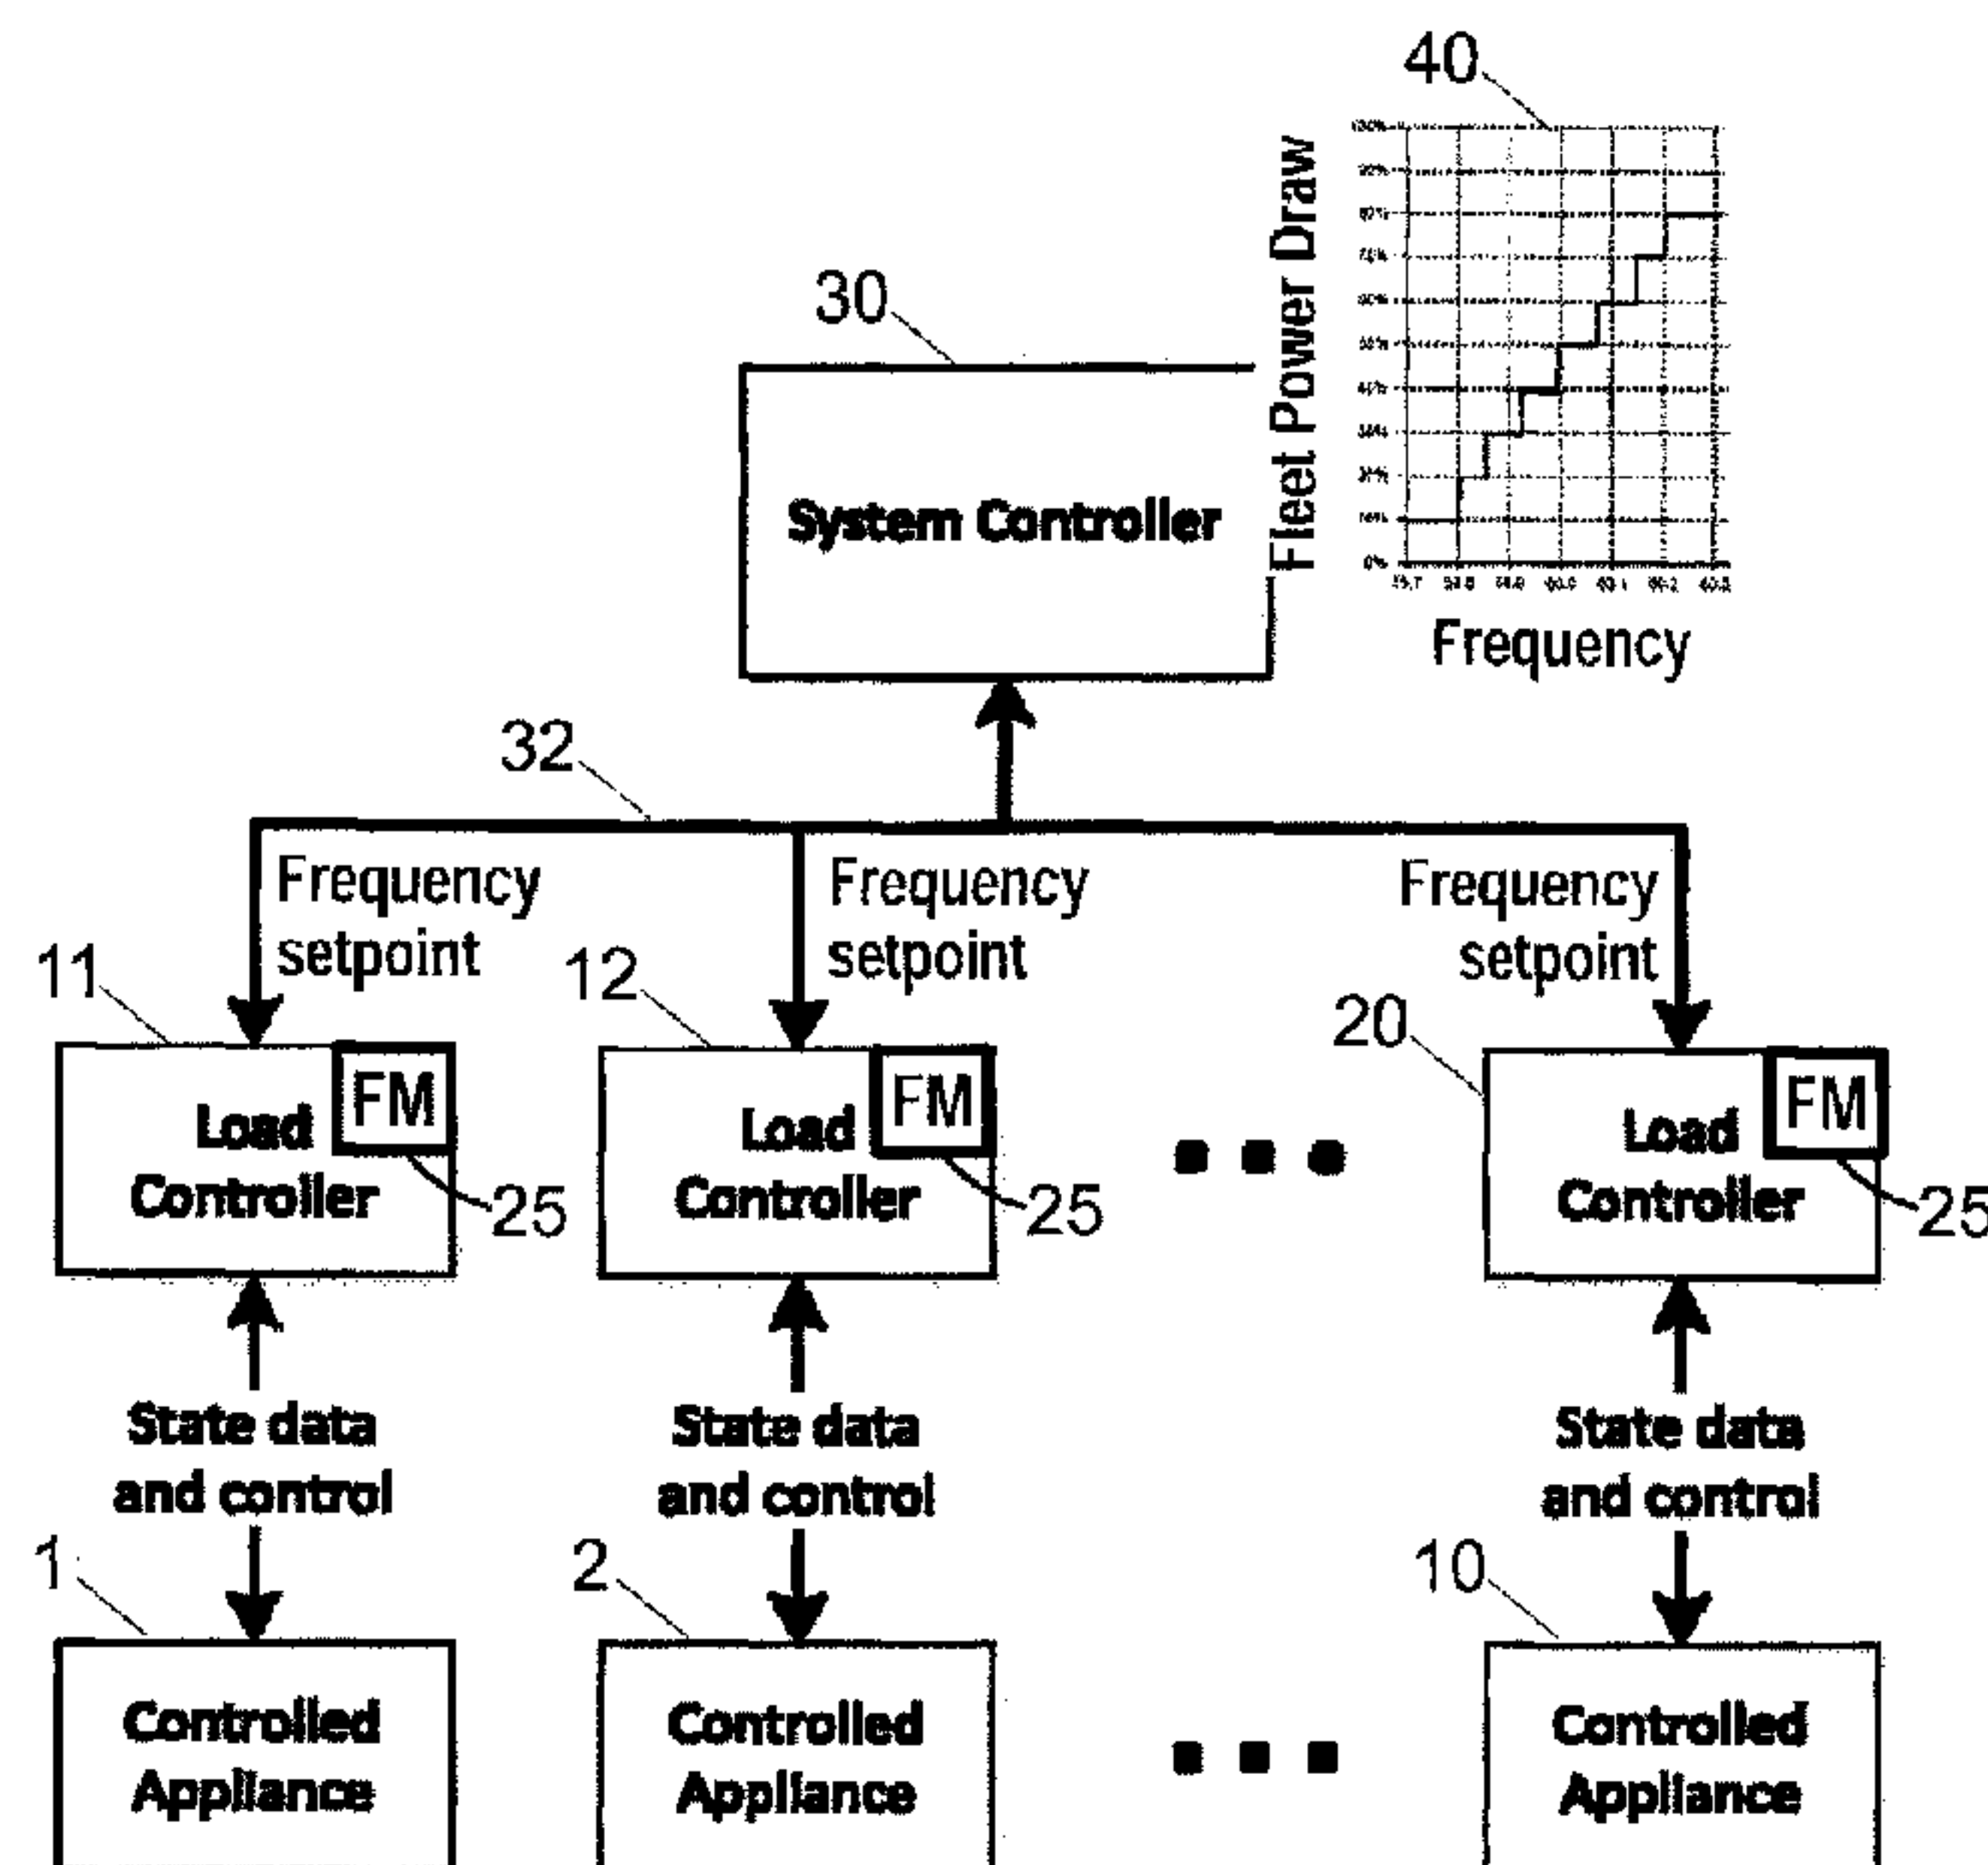 40
Fleet Power Draw
100%
0%
Frequency
30
System Controller
32
Frequency
setpoint
Frequency
setpoint
Frequency
setpoint
11
12
20
FM
FM
FM
Load
Controller
Load
Controller
Load
Controller
25
25
25
State data
and control
State data
and control
State data
and control
1
2
10
Controlled
Appliance
Controlled
Appliance
Controlled
Appliance